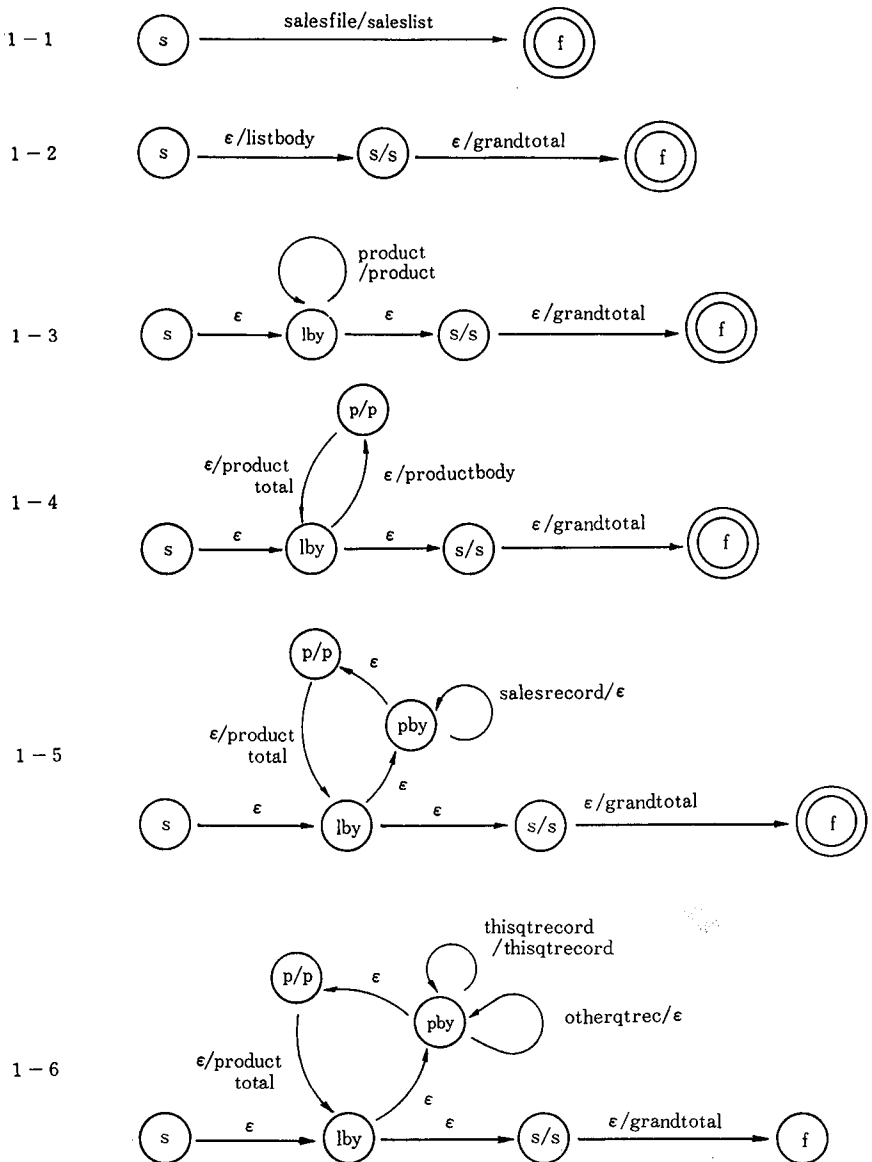 1-1
salesfile/saleslist
s
f
1-2
ε/listbody
ε/grandtotal
s
s/s
f
product
/product
1-3
ε
ε
ε/grandtotal
s
lby
s/s
f
p/p
1-4
ε/product
total
ε/productbody
ε
ε
ε/grandtotal
s
lby
s/s
f
p/p
ε
salesrecord/ε
pby
1-5
ε/product
total
ε
ε
ε
ε/grandtotal
s
lby
s/s
f
thisqtrecord
/thisqtrecord
p/p
ε
pby
otherqtrec/ε
1-6
ε/product
total
ε
ε
ε
ε/grandtotal
s
lby
s/s
f